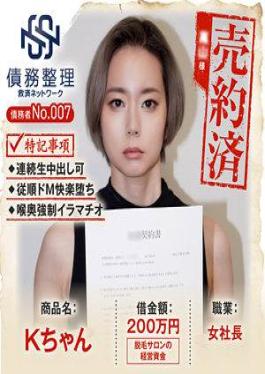 SN
債務整理
救済ネットワーク
債務者No.007
様
売約済
特記事項
◆連続生中出し可
◆従順ドM快楽堕ち
◆喉奥強制イラマチオ
契約書
商品名:
Kちゃん
借金額:
200万円
脱毛サロンの
経営資金
職業:
女社長